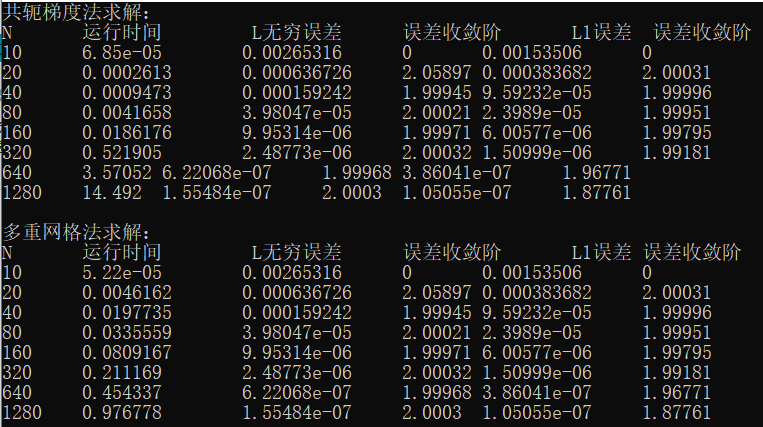 共轭梯度法求解:
N 运行时间 L无穷误差 误差收敛阶 L1误差 误差收敛阶
10 6.85e-05 0.00265316 0 0.00153506 0
20 0.0002613 0.000636726 2.05897 0.000383682 2.00031
40 0.0009473 0.000159242 1.99945 9.59232e-05 1.99996
80 0.0041658 3.98047e-05 2.00021 2.3989e-05 1.99951
160 0.0186176 9.95314e-06 1.99971 6.00577e-06 1.99795
320 0.521905 2.48773e-06 2.00032 1.50999e-06 1.99181
640 3.57052 6.22068e-07 1.99968 3.86041e-07 1.96771
1280 14.492 1.55484e-07 2.0003 1.05055e-07 1.87761
多重网格法求解:
N 运行时间 L无穷误差 误差收敛阶 L1误差 误差收敛阶
10 5.22e-05 0.00265316 0 0.00153506 0
20 0.0046162 0.000636726 2.05897 0.000383682 2.00031
40 0.0197735 0.000159242 1.99945 9.59232e-05 1.99996
80 0.0335559 3.98047e-05 2.00021 2.3989e-05 1.99951
160 0.0809167 9.95314e-06 1.99971 6.00577e-06 1.99795
320 0.211169 2.48773e-06 2.00032 1.50999e-06 1.99181
640 0.454337 6.22068e-07 1.99968 3.86041e-07 1.96771
1280 0.976778 1.55484e-07 2.0003 1.05055e-07 1.87761